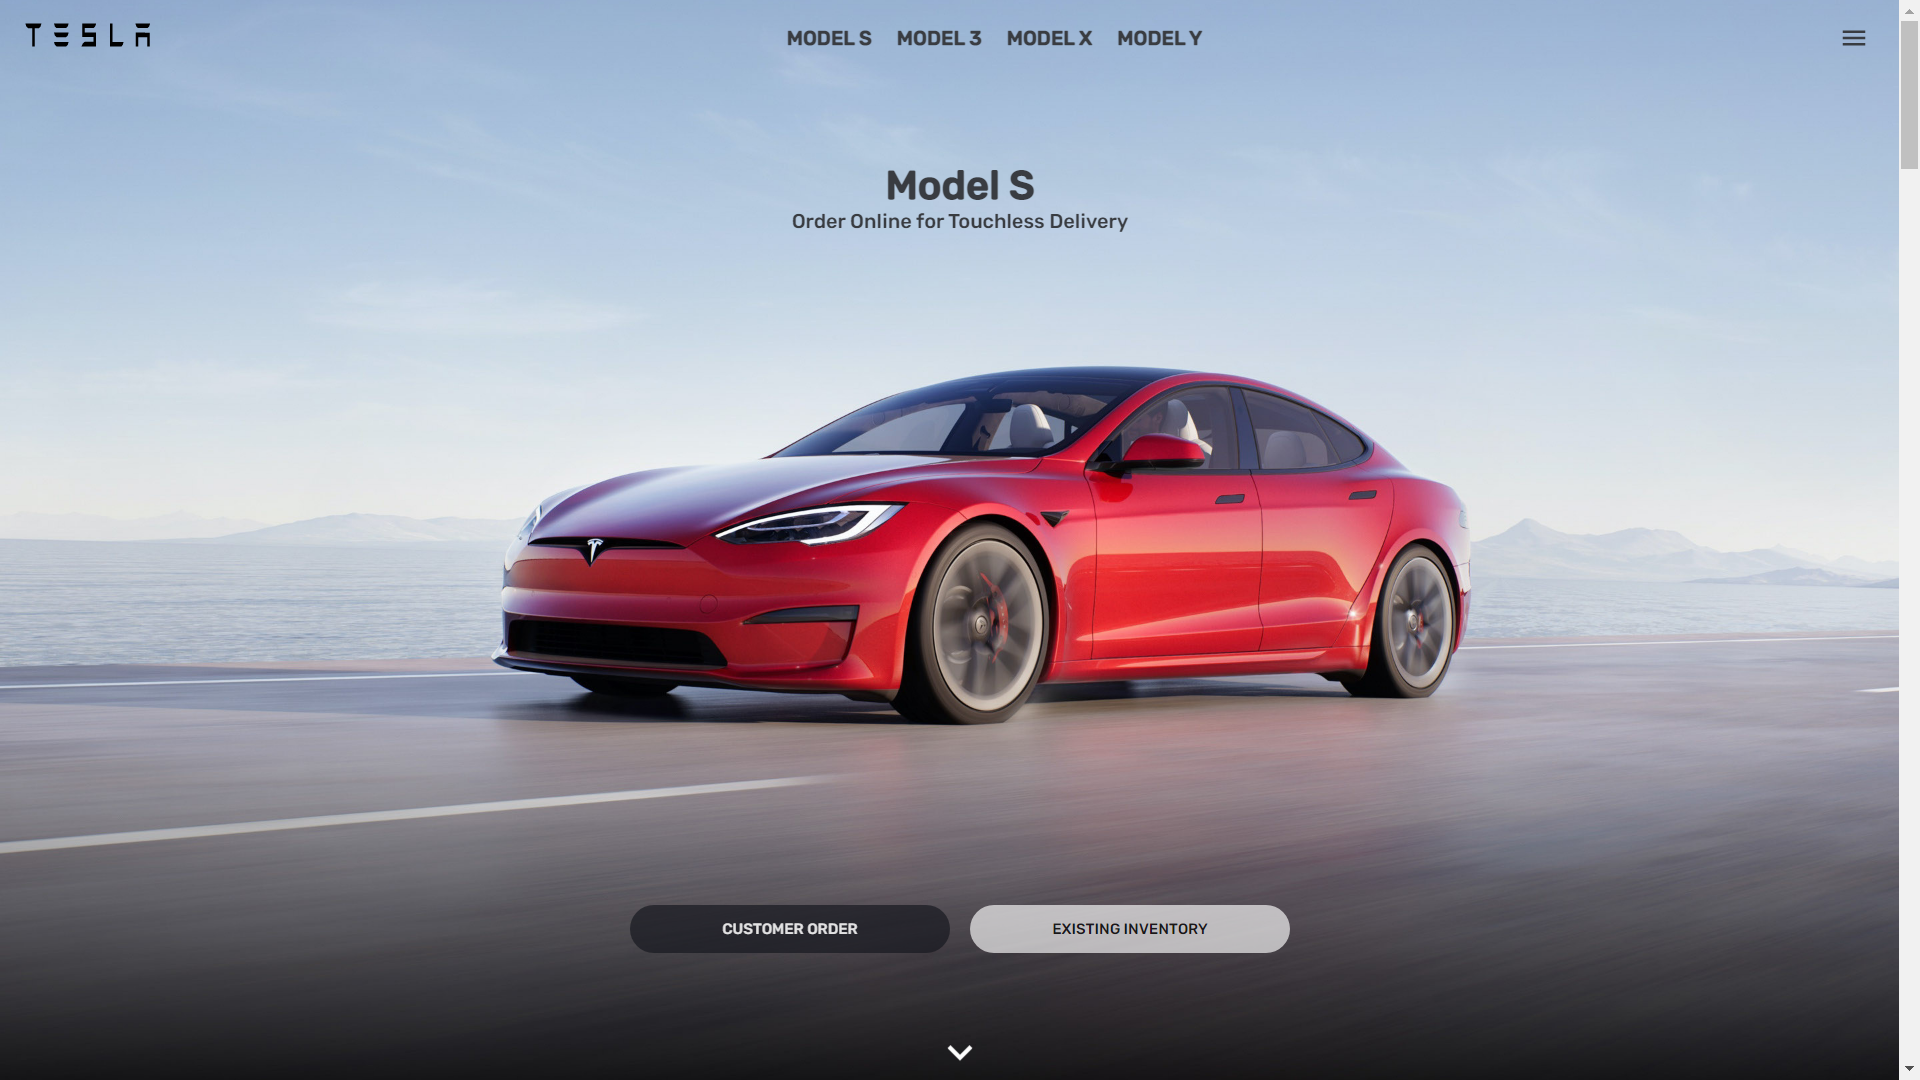 TESLA
MODEL S MODEL 3 MODEL X MODEL Y
Model S
Order Online for Touchless Delivery
CUSTOMER ORDER
EXISTING INVENTORY